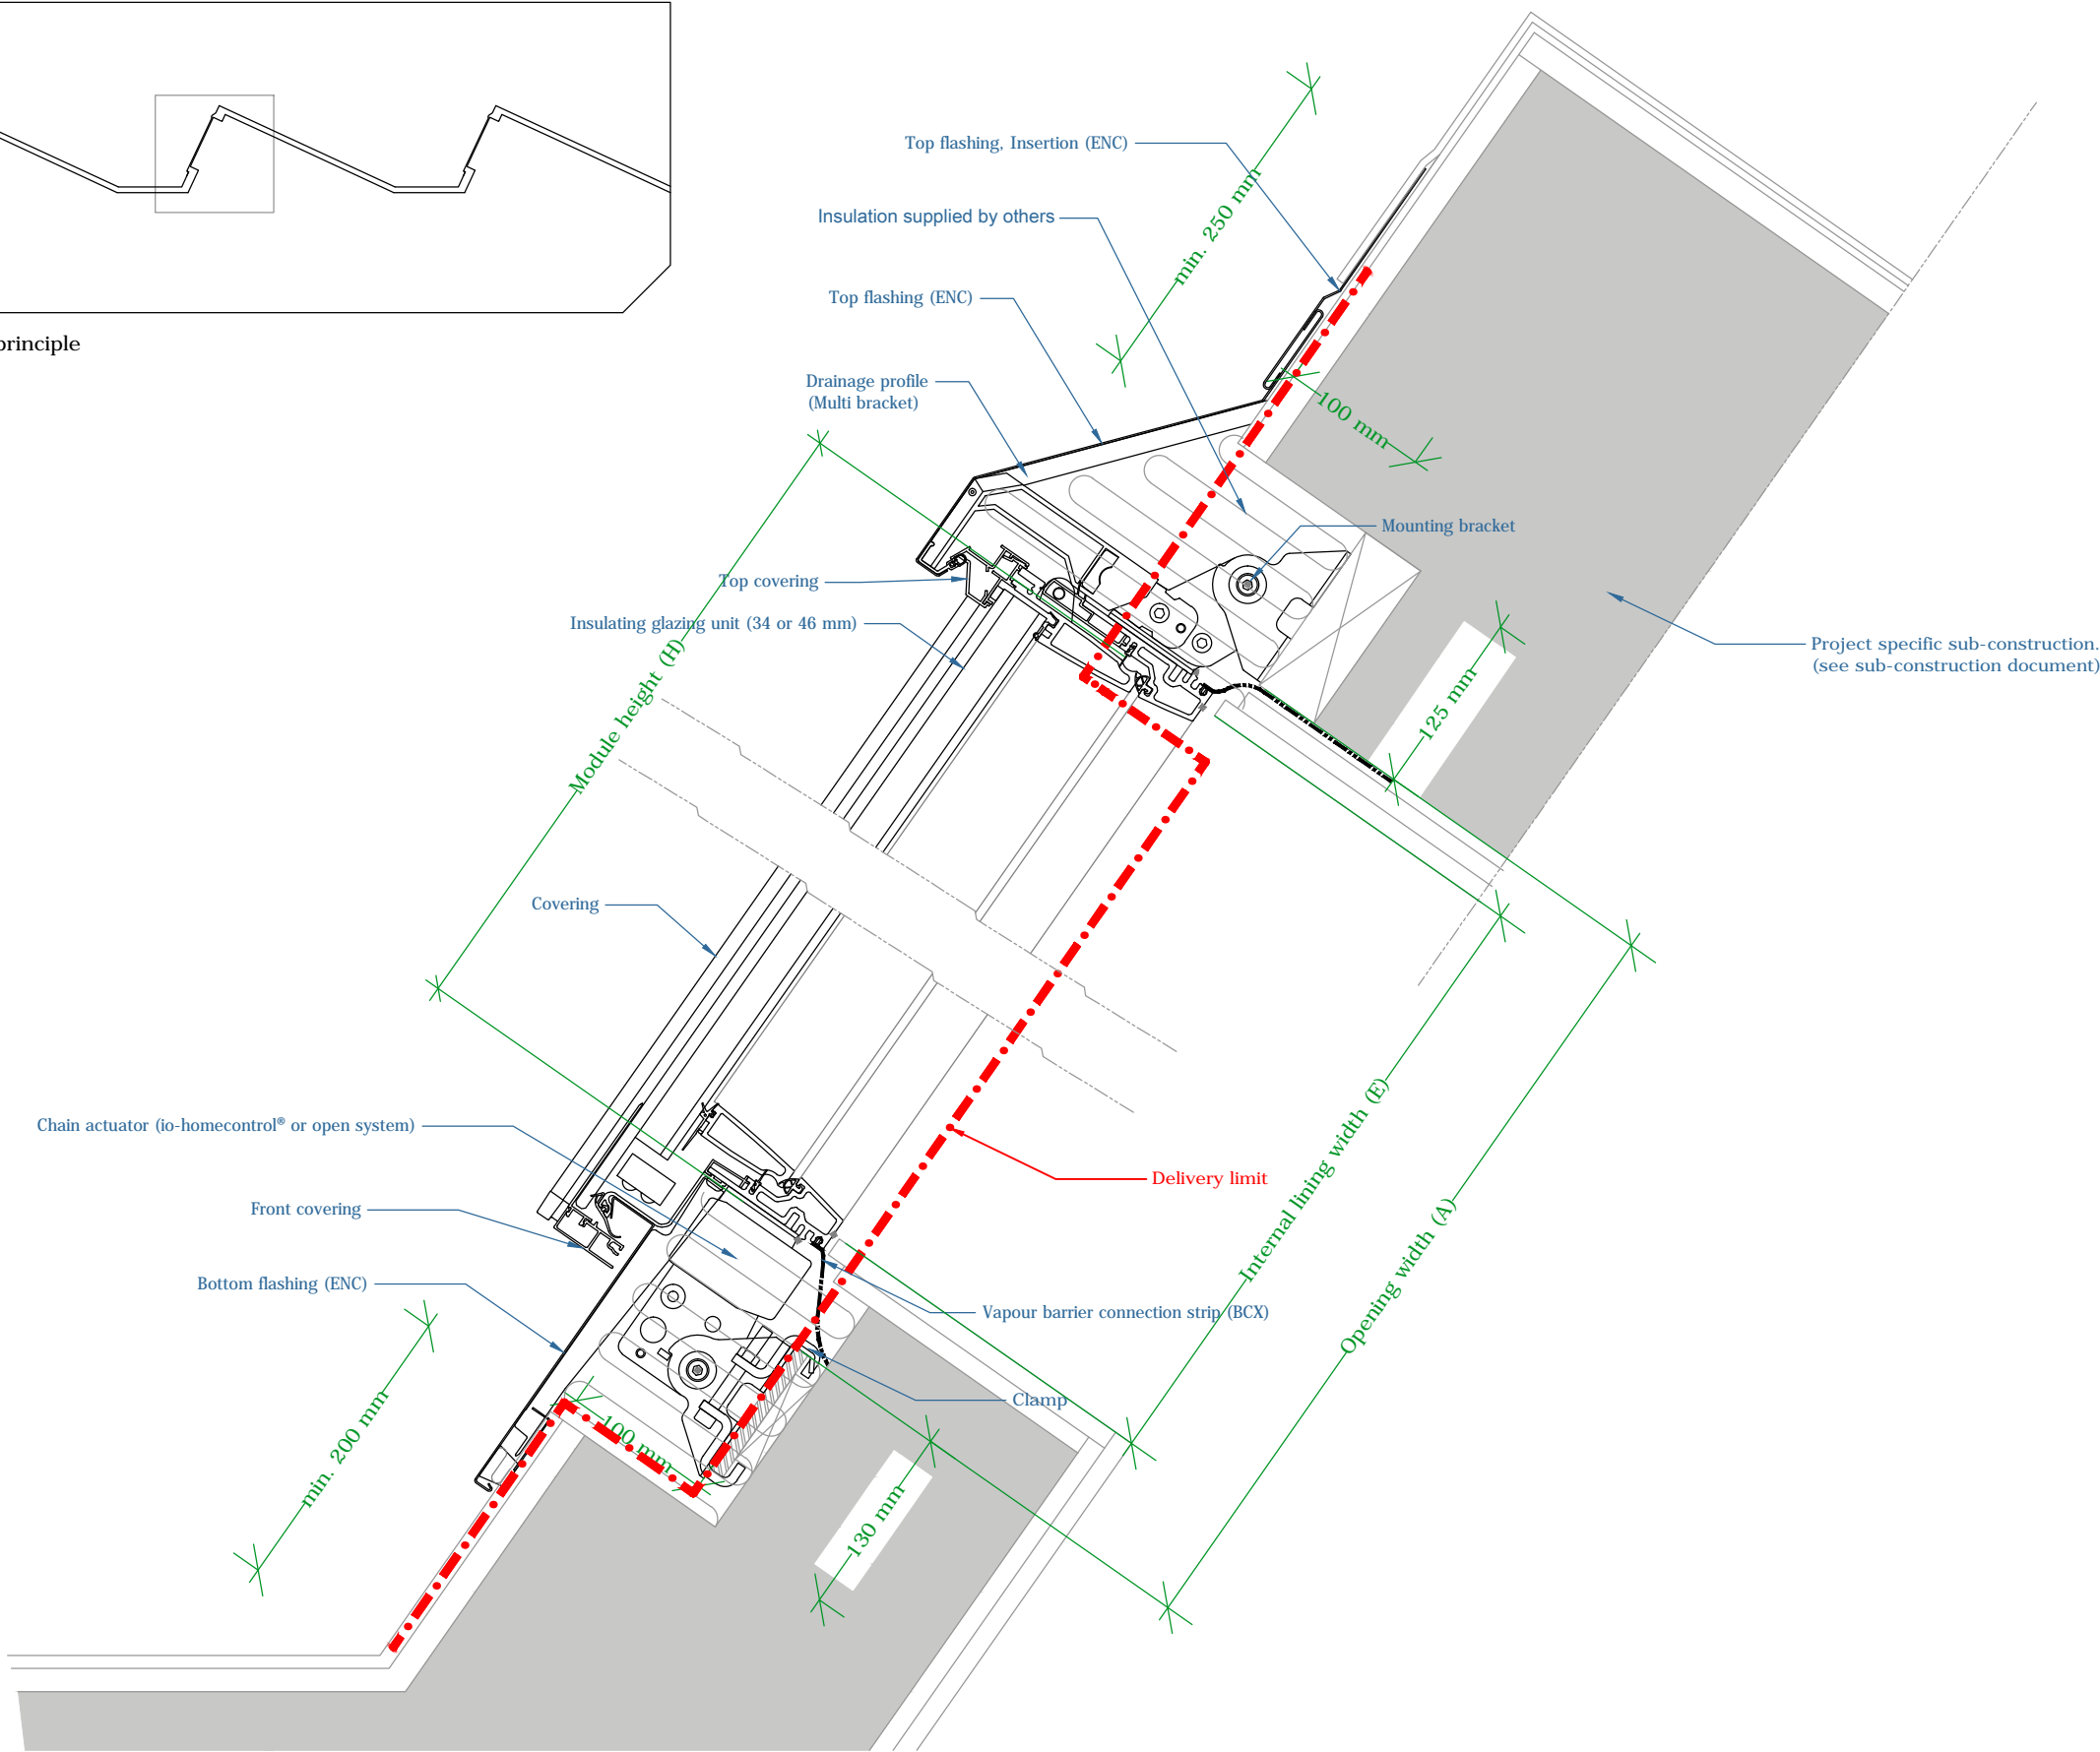 principle
Top flashing, Insertion (ENC)
min. 250 mm
Insulation supplied by others
Top flashing (ENC)
Drainage profile
(Multi bracket)
100 mm
Mounting bracket
Top covering
Insulating glazing unit (34 or 46 mm)
Project specific sub-construction.
(see sub-construction document)
Module height (H)
125 mm
Covering
Chain actuator (io-homecontrol® or open system)
Delivery limit
Internal lining width (E)
Opening width (A)
Front covering
Bottom flashing (ENC)
Vapour barrier connection strip (BCX)
Clamp
min. 200 mm
100 mm
130 mm